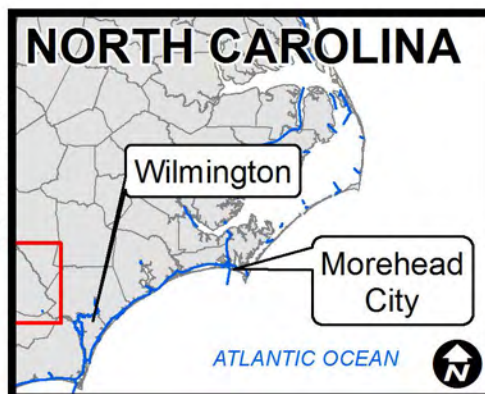 NORTH CAROLINA
Wilmington
Morehead
City
ATLANTIC OCEAN
N